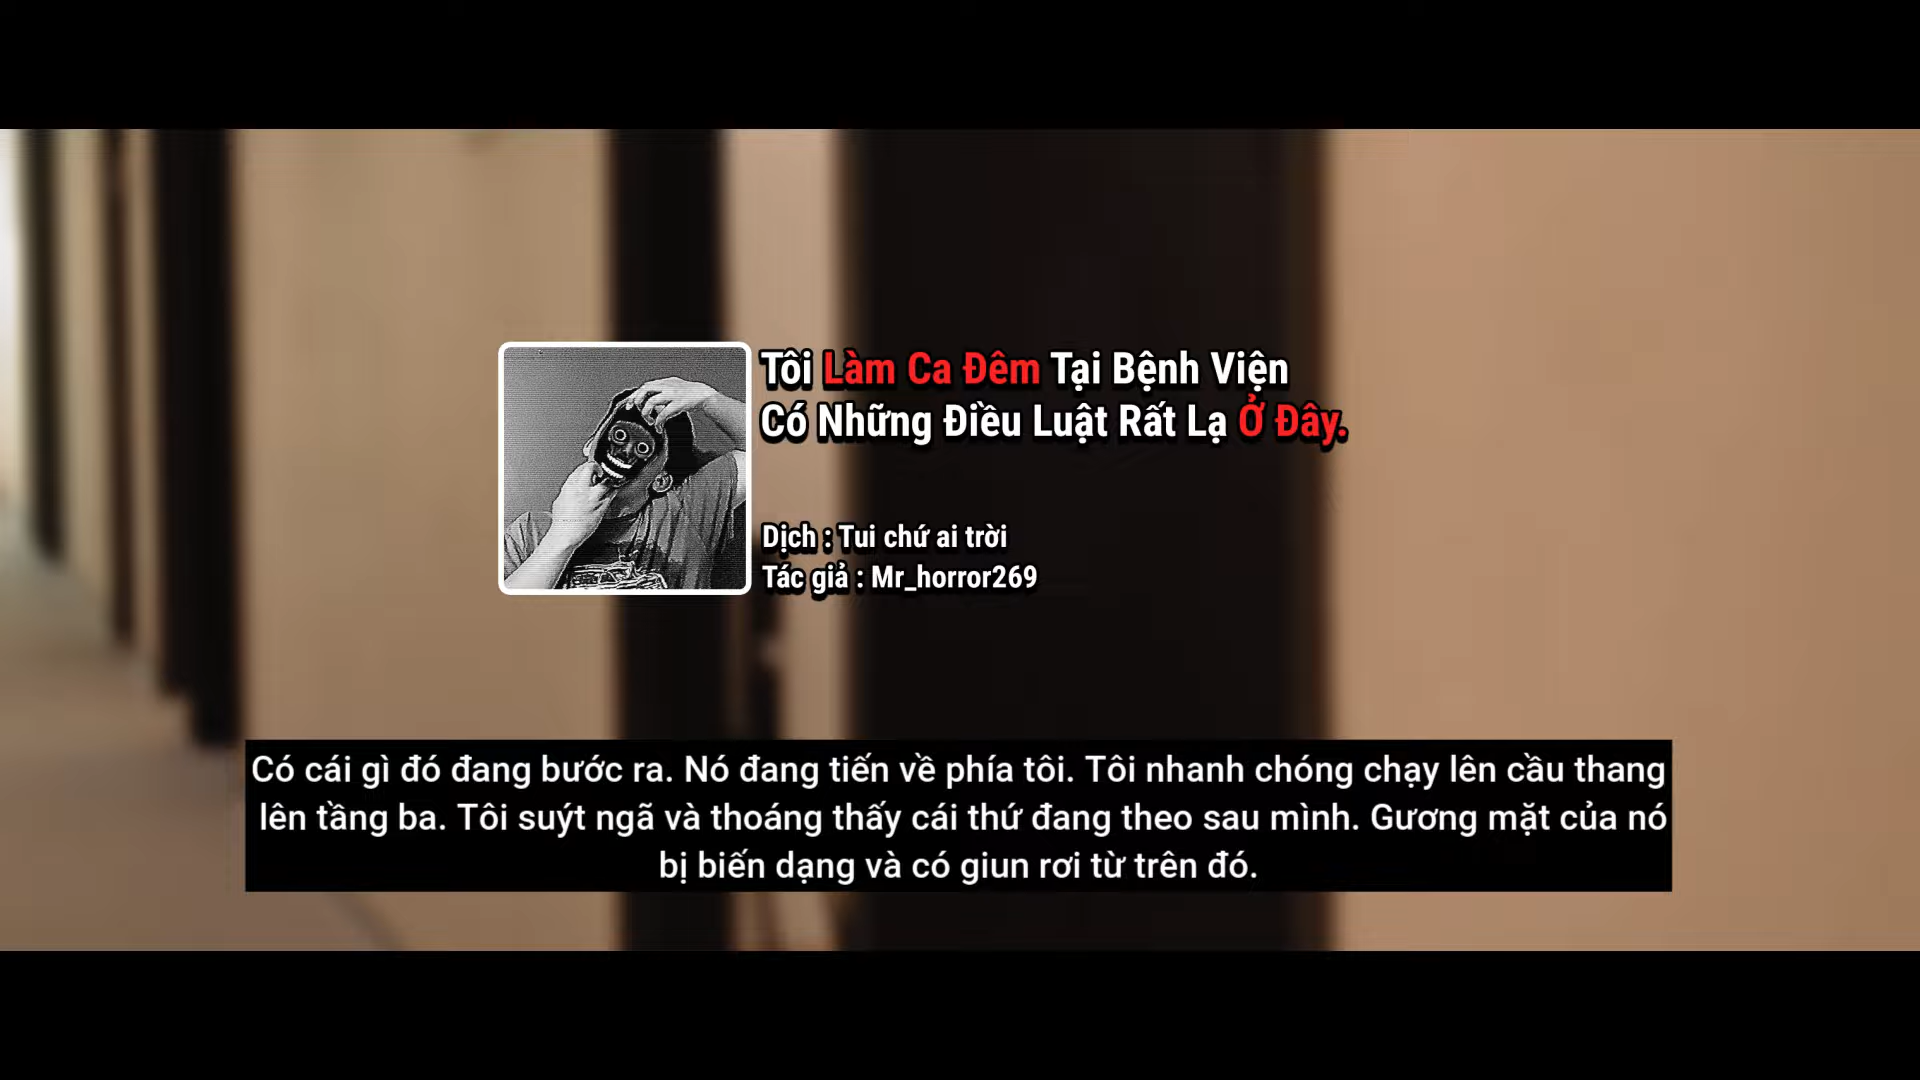 Tôi Làm Ca Đêm Tại Bệnh Viện
Có Những Điều Luật Rất Lạ Ở Đây.
Dịch : Tui chứ ai trời
Tác giả : Mr_horror269
Có cái gì đó đang bước ra. Nó đang tiến về phía tôi. Tôi nhanh chóng chạy lên cầu thang
lên tầng ba. Tôi suýt ngã và thoáng thấy cái thứ đang theo sau mình. Gương mặt của nó
bị biến dạng và có giun rơi từ trên đó.